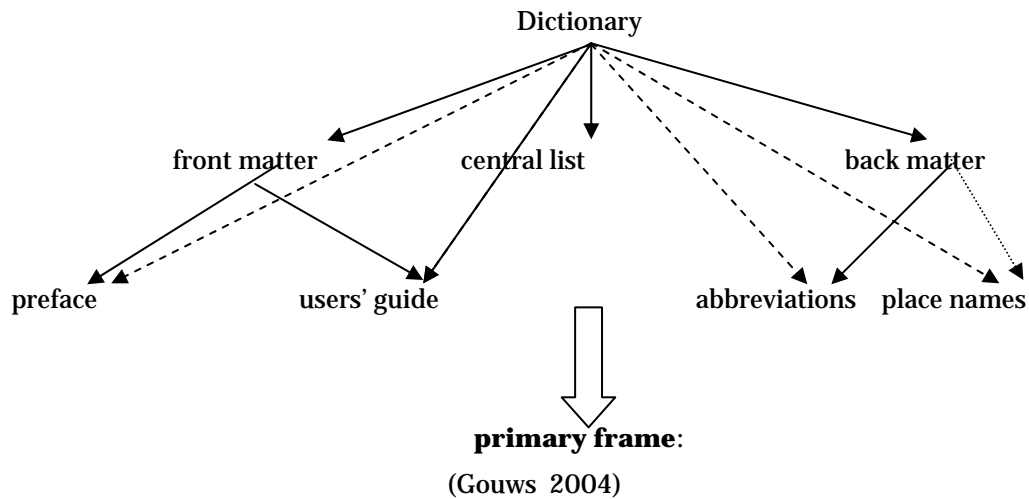 Dictionary
front matter central list back matter
preface users’ guide abbreviations place names
primary frame:
(Gouws 2004)